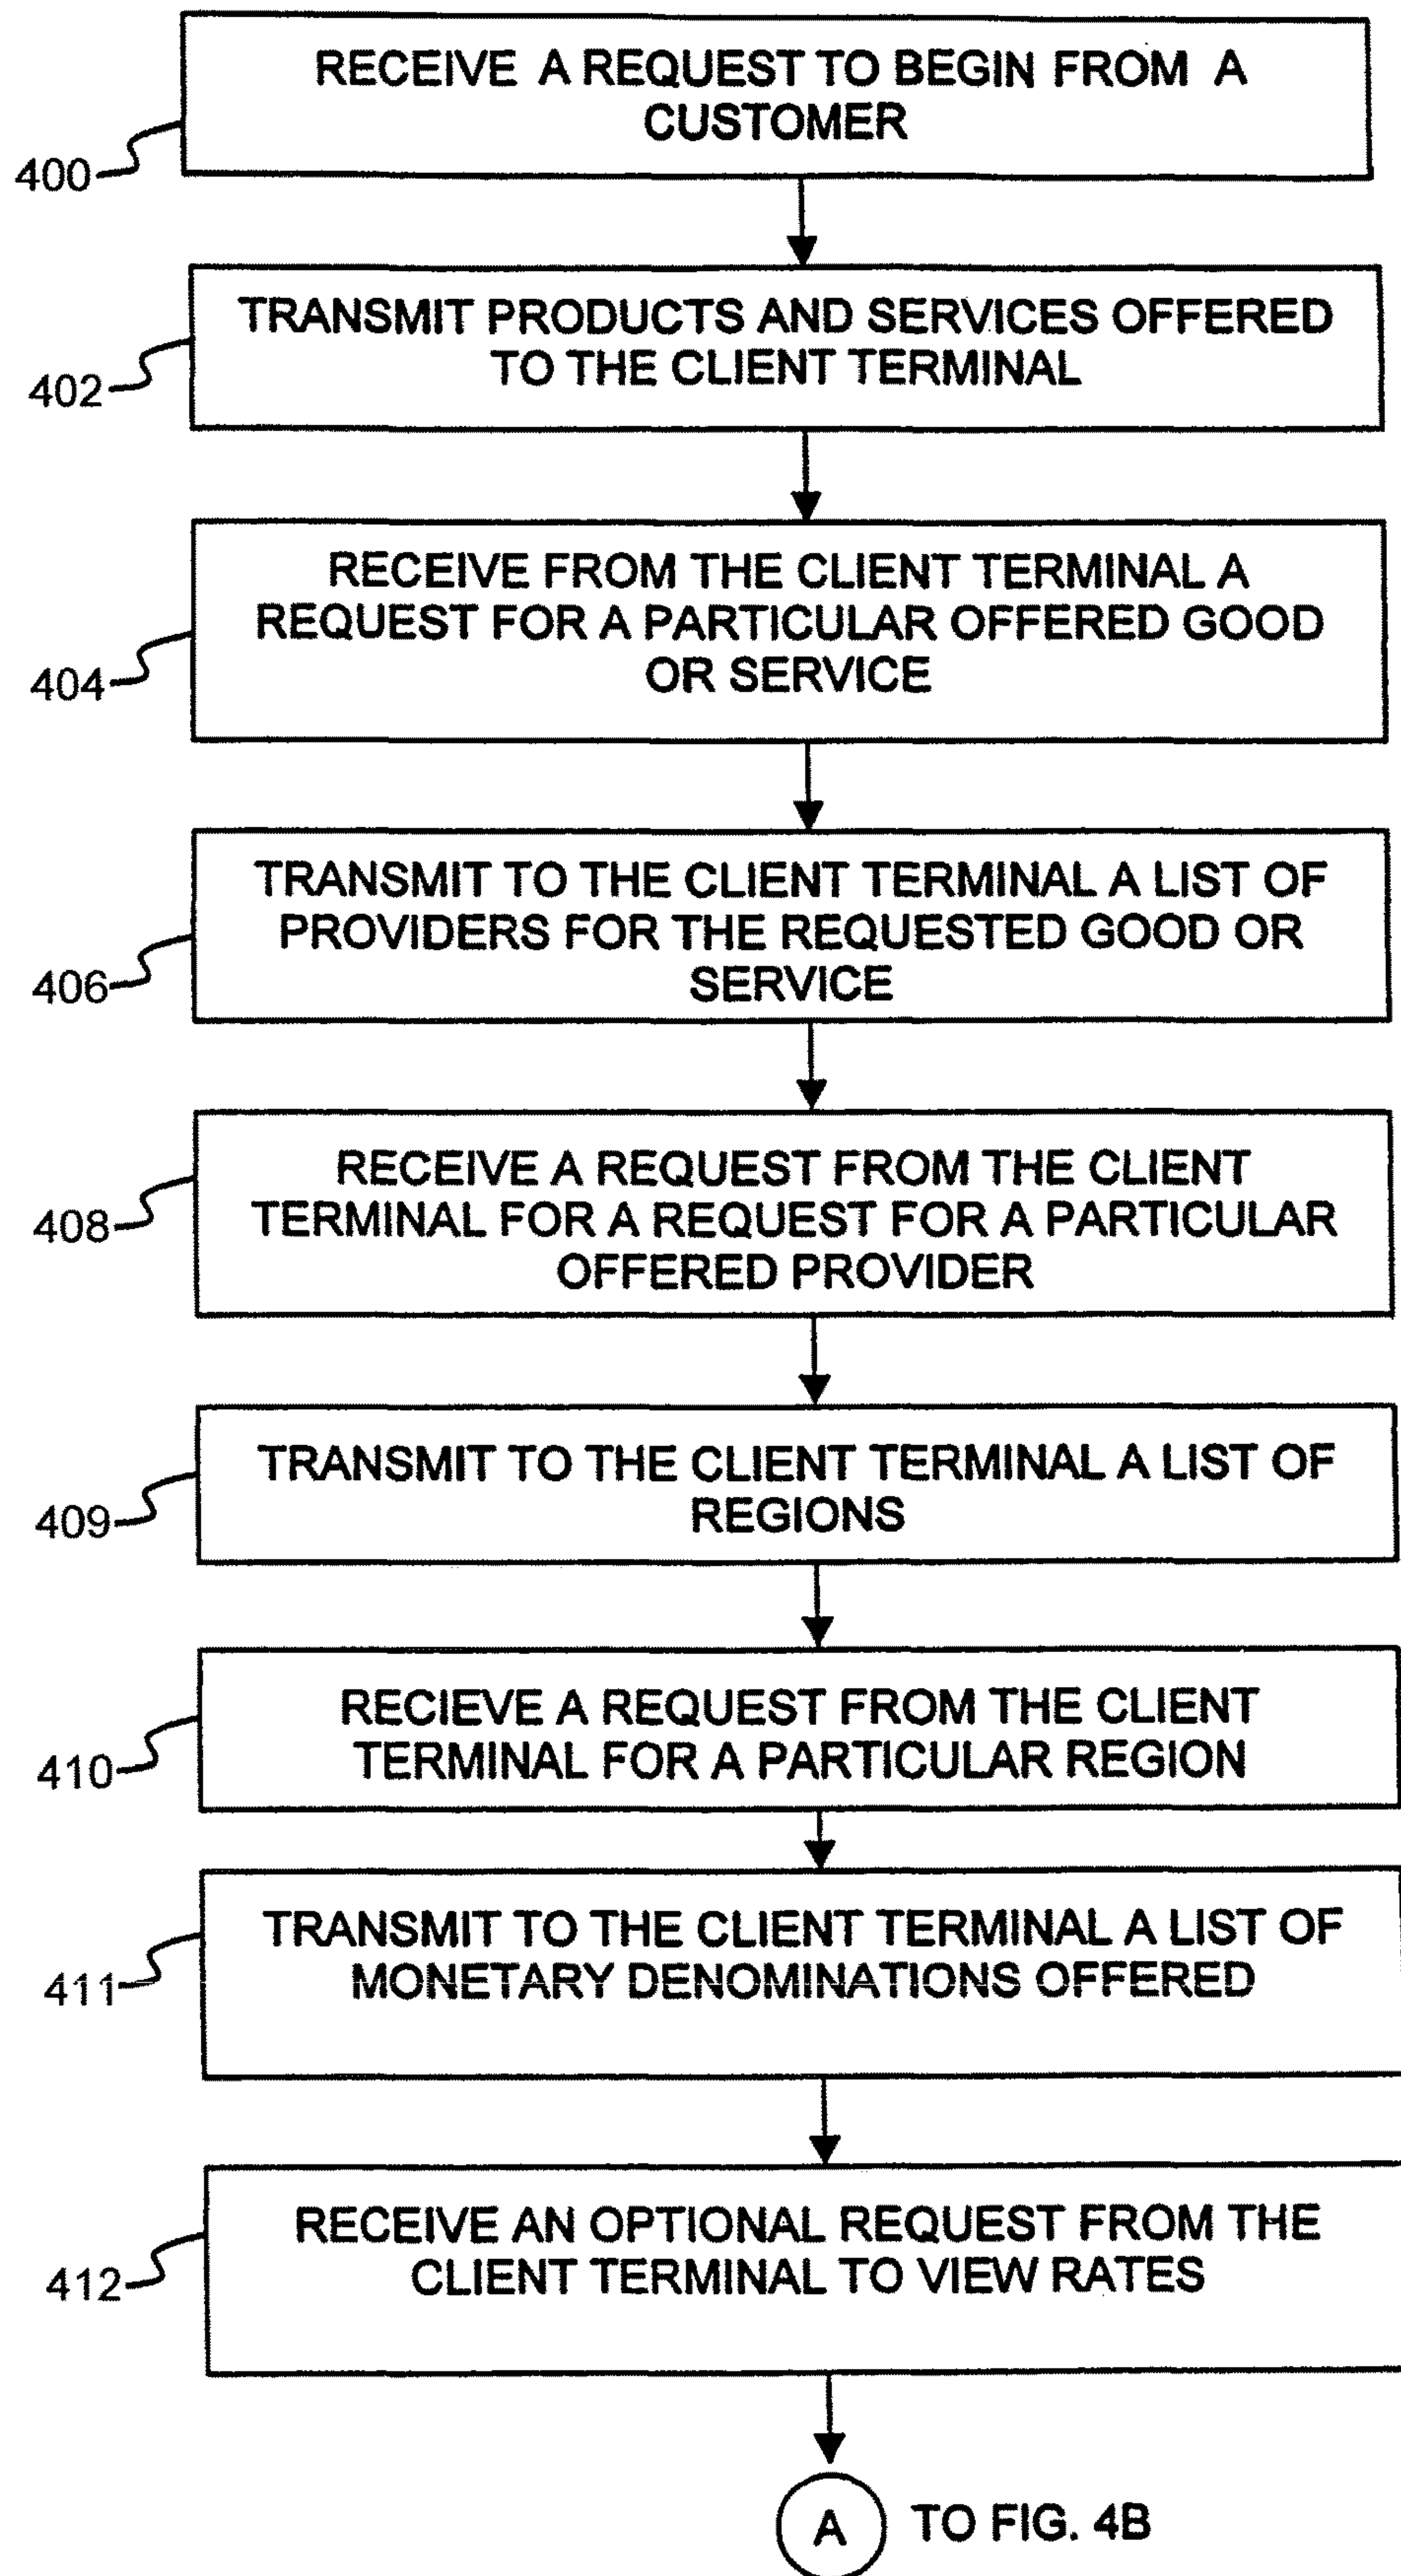 RECEIVE A REQUEST TO BEGIN FROM A
CUSTOMER
400
TRANSMIT PRODUCTS AND SERVICES OFFERED
TO THE CLIENT TERMINAL
402
RECEIVE FROM THE CLIENT TERMINAL A
REQUEST FOR A PARTICULAR OFFERED GOOD
OR SERVICE
404
TRANSMIT TO THE CLIENT TERMINAL A LIST OF
PROVIDERS FOR THE REQUESTED GOOD OR
SERVICE
406
RECEIVE A REQUEST FROM THE CLIENT
TERMINAL FOR A REQUEST FOR A PARTICULAR
OFFERED PROVIDER
408
TRANSMIT TO THE CLIENT TERMINAL A LIST OF
REGIONS
409
RECIEVE A REQUEST FROM THE CLIENT
TERMINAL FOR A PARTICULAR REGION
410
TRANSMIT TO THE CLIENT TERMINAL A LIST OF
MONETARY DENOMINATIONS OFFERED
411
RECEIVE AN OPTIONAL REQUEST FROM THE
CLIENT TERMINAL TO VIEW RATES
412
A TO FIG. 4B